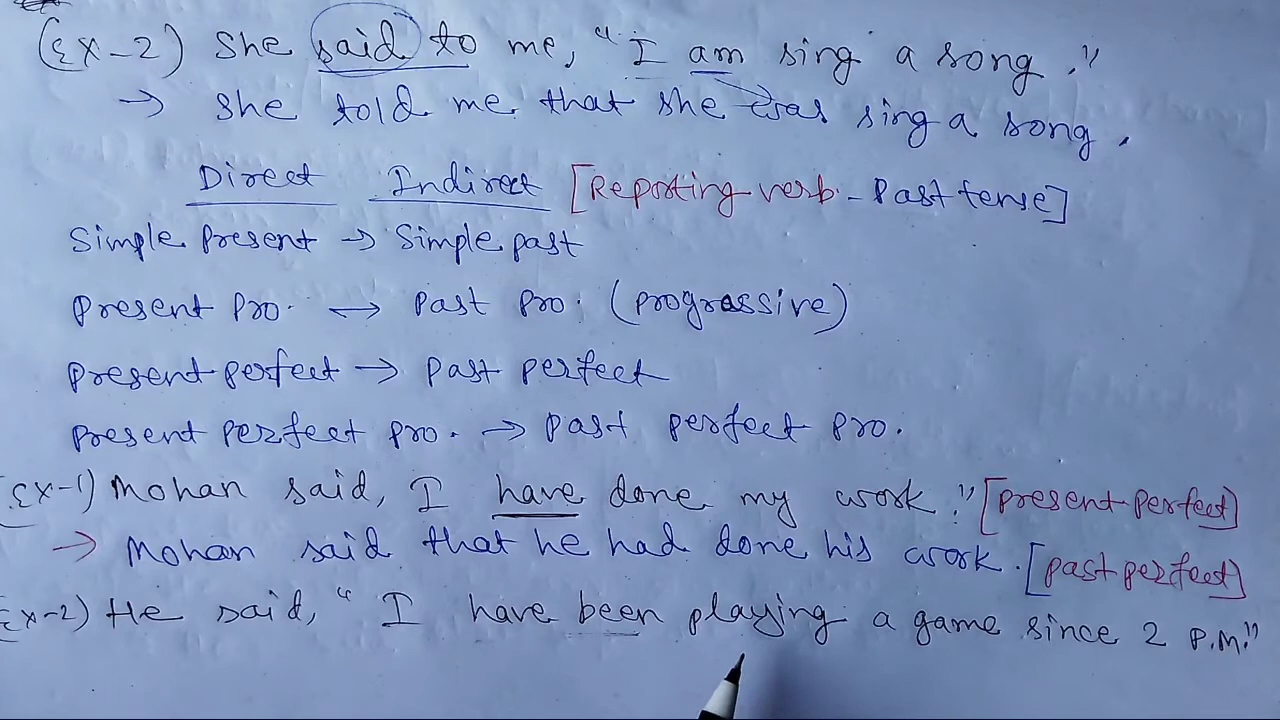 (Ex-2) She said to me, "I am sing a song."
→ She told me that she was sing a song.
Direct Indirect [Reporting verb - Past tense]
Simple Present → Simple past
Present Pro. → Past Pro. (progressive)
Present perfect → Past perfect
Present Perfect pro. → Past perfect pro.
Ex-1) Mohan said, I have done my work." [present perfect]
→ Mohan said that he had done his work. [past perfect]
Ex-2) He said, "I have been playing a game since 2 P.M."